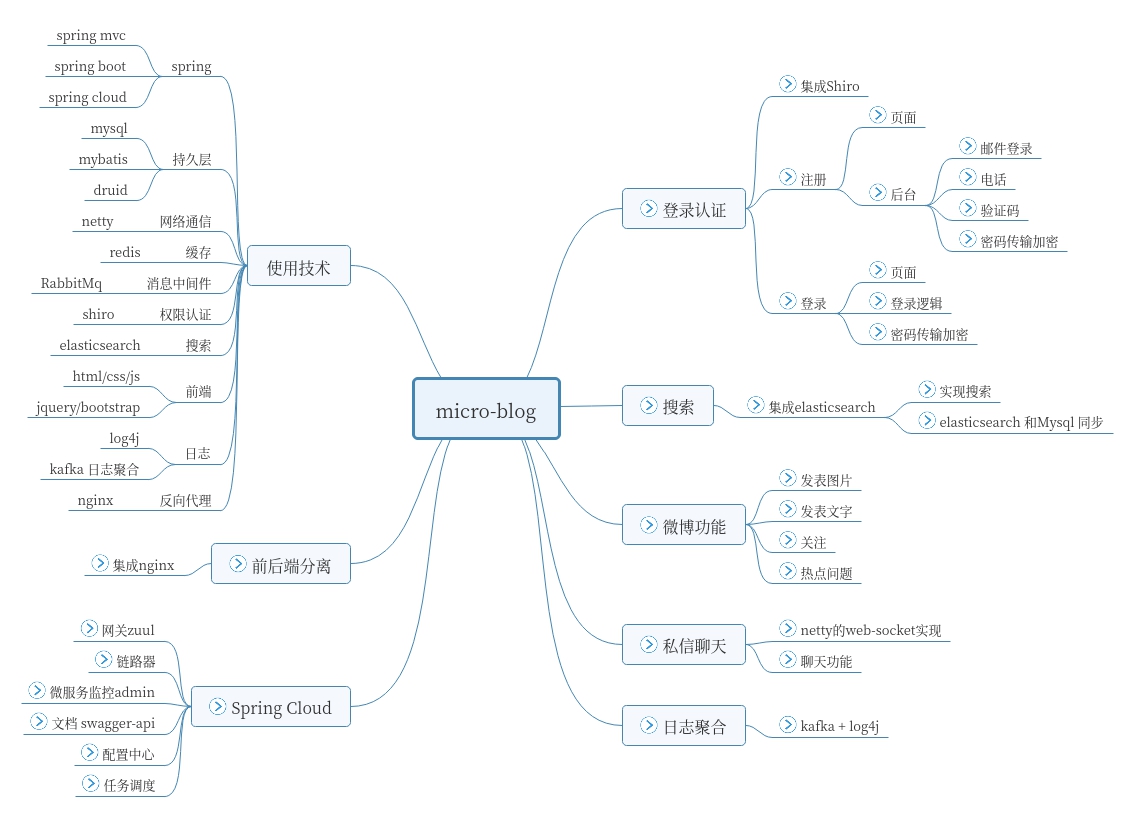 micro-blog
使用技术
spring
spring mvc
spring boot
spring cloud
持久层
mysql
mybatis
druid
网络通信
netty
缓存
redis
消息中间件
RabbitMq
权限认证
shiro
搜索
elasticsearch
前端
html/css/js
jquery/bootstrap
日志
log4j
kafka 日志聚合
反向代理
nginx
前后端分离
集成nginx
Spring Cloud
网关zuul
链路器
微服务监控admin
文档 swagger-api
配置中心
任务调度
登录认证
集成Shiro
注册
页面
后台
邮件登录
电话
验证码
密码传输加密
登录
页面
登录逻辑
密码传输加密
搜索
集成elasticsearch
实现搜索
elasticsearch 和Mysql 同步
微博功能
发表图片
发表文字
关注
热点问题
私信聊天
netty的web-socket实现
聊天功能
日志聚合
kafka + log4j